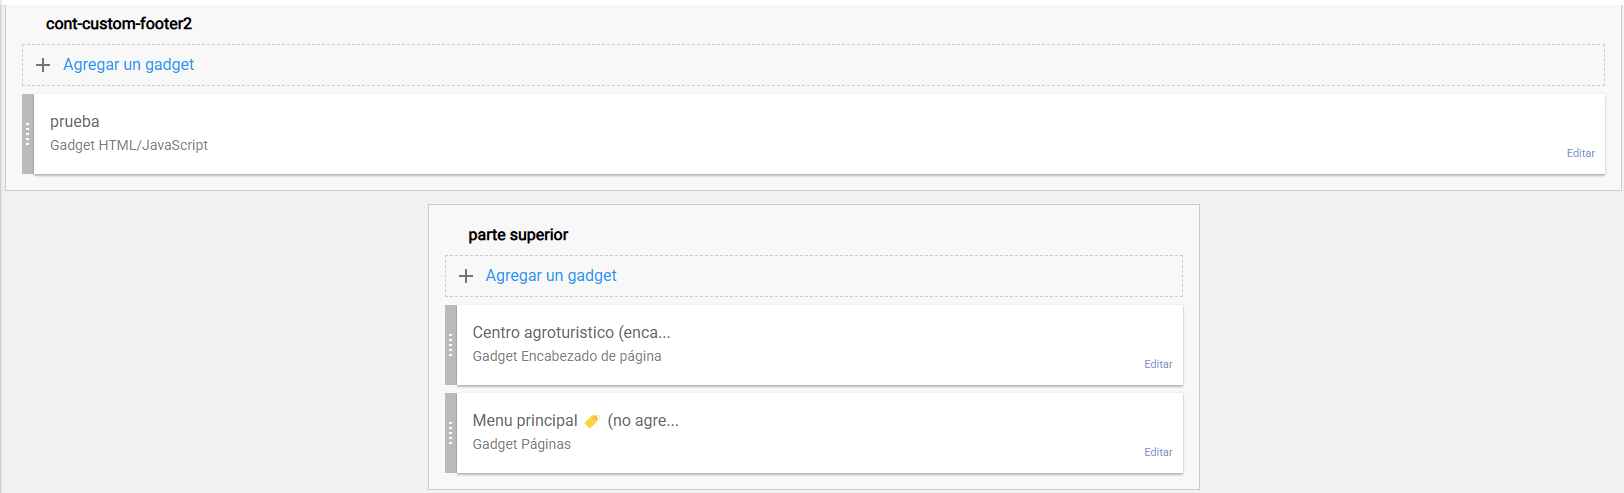 cont-custom-footer2
Agregar un gadget
prueba
Gadget HTML/JavaScript
Editar
parte superior
Agregar un gadget
Centro agroturistico (enca...
Gadget Encabezado de página
Editar
Menu principal 🏷️ (no agre...
Gadget Páginas
Editar